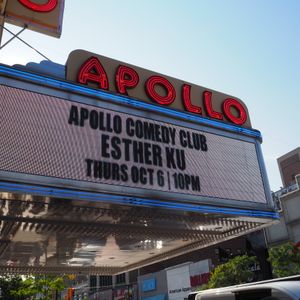 APOLLO
APOLLO COMEDY CLUB
ESTHER KU
THURS OCT 6 | 10PM